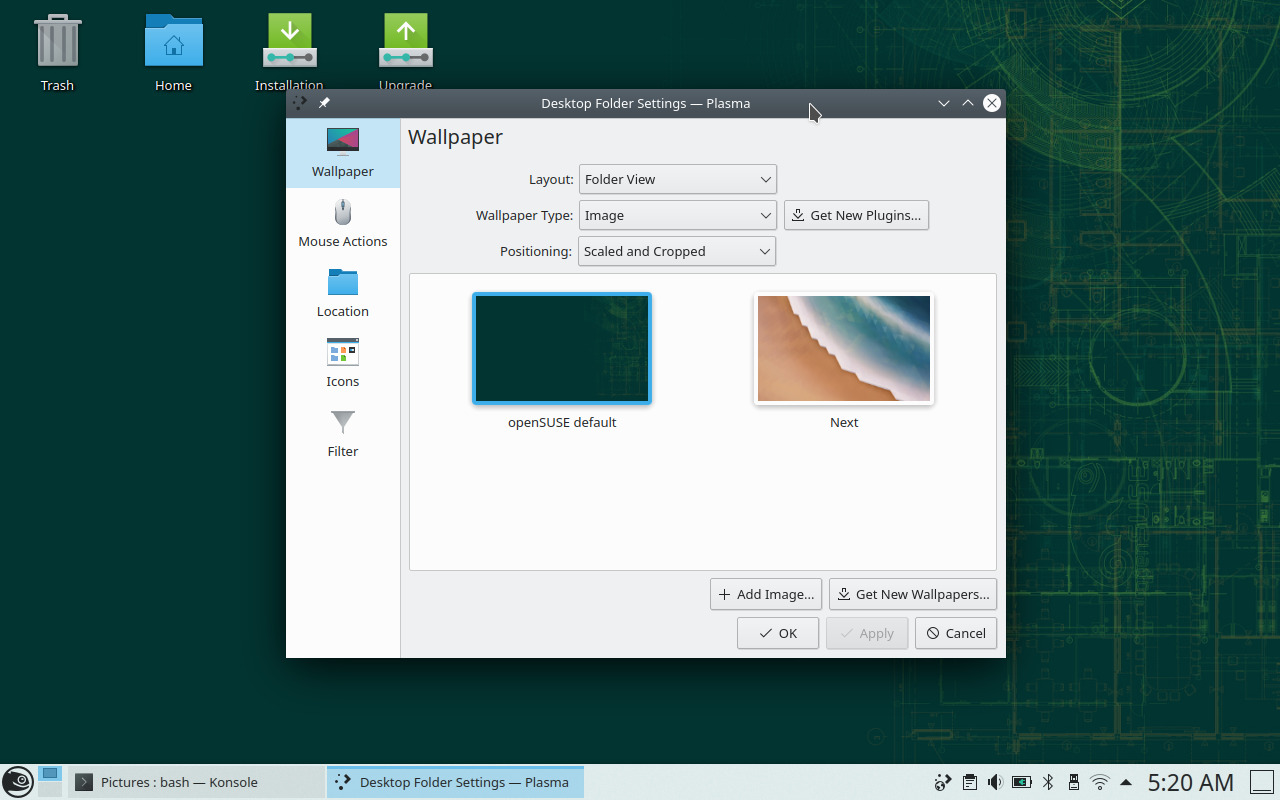 Trash
Home
Installation
Upgrade
Desktop Folder Settings — Plasma
Wallpaper
Mouse Actions
Location
Icons
Filter
Wallpaper
Layout: Folder View
Wallpaper Type: Image Get New Plugins...
Positioning: Scaled and Cropped
openSUSE default
Next
Add Image... Get New Wallpapers...
OK Apply Cancel
Pictures : bash — Konsole
Desktop Folder Settings — Plasma
5:20 AM